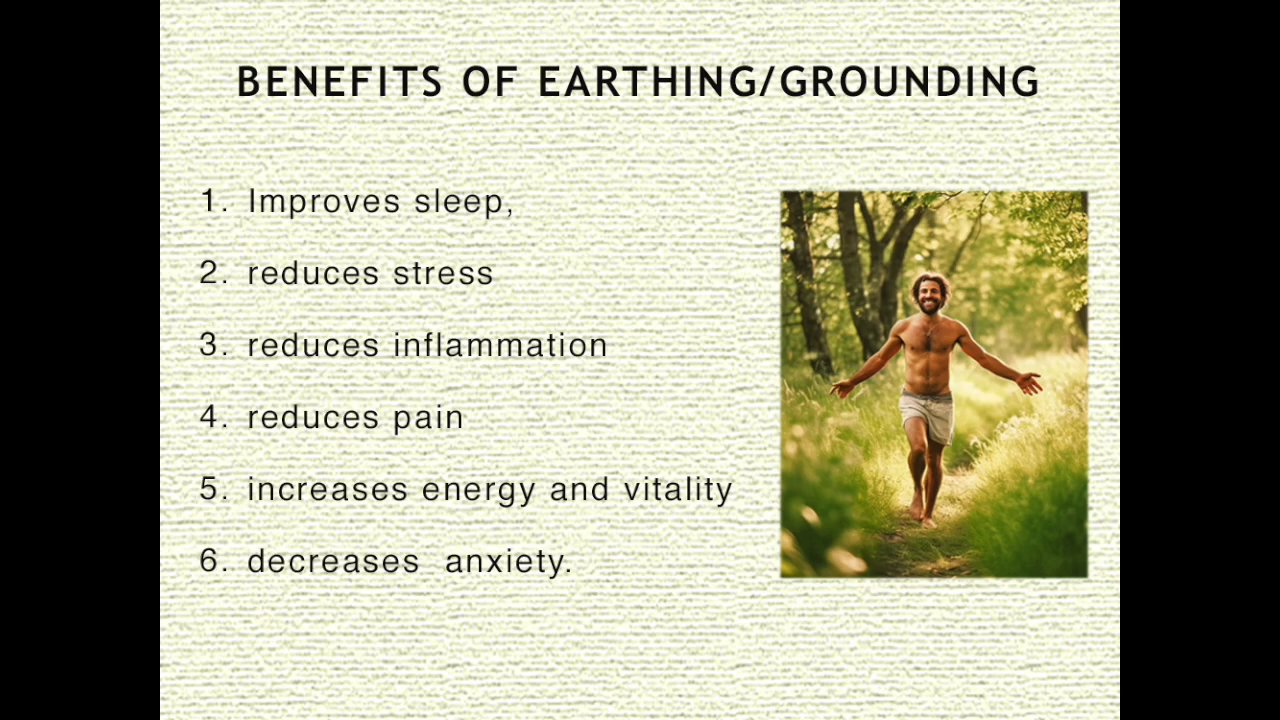 BENEFITS OF EARTHING/GROUNDING
1. Improves sleep,
2. reduces stress
3. reduces inflammation
4. reduces pain
5. increases energy and vitality
6. decreases  anxiety.